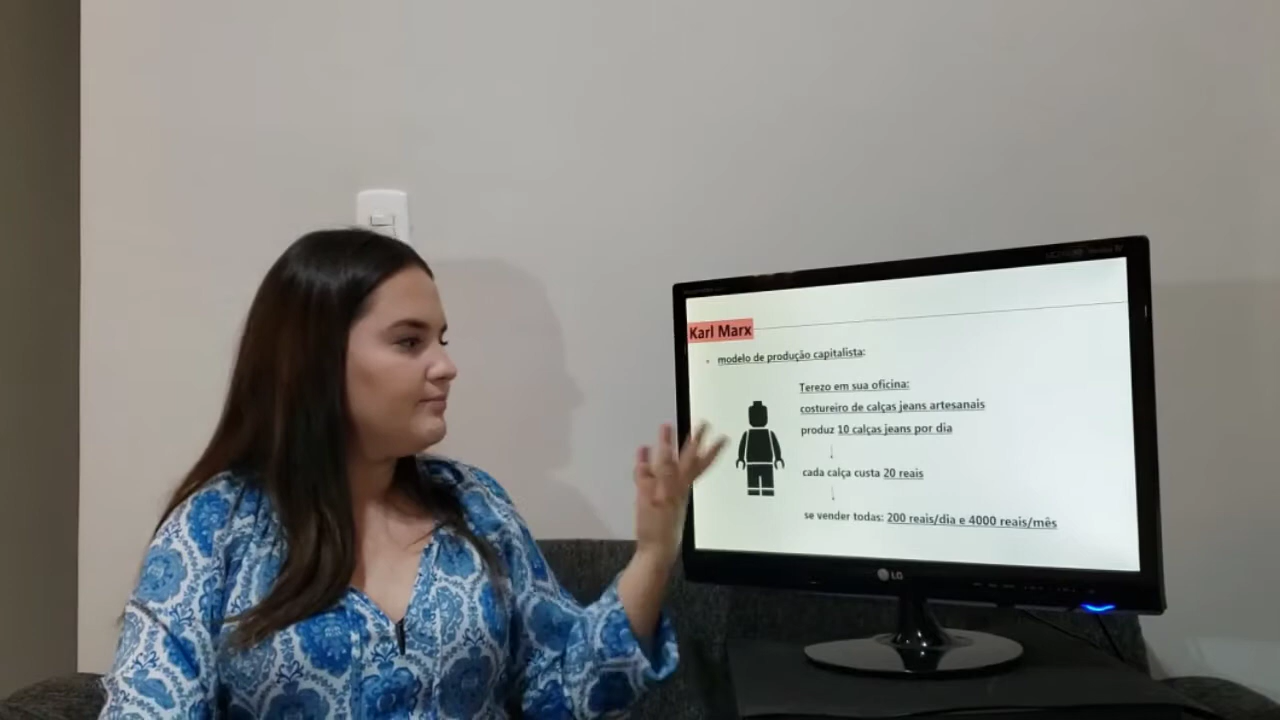 Karl Marx
modelo de produção capitalista:
Terezo em sua oficina:
costureiro de calças jeans artesanais
produz 10 calças jeans por dia
cada calça custa 20 reais
se vender todas: 200 reais/dia e 4000 reais/mês
LG